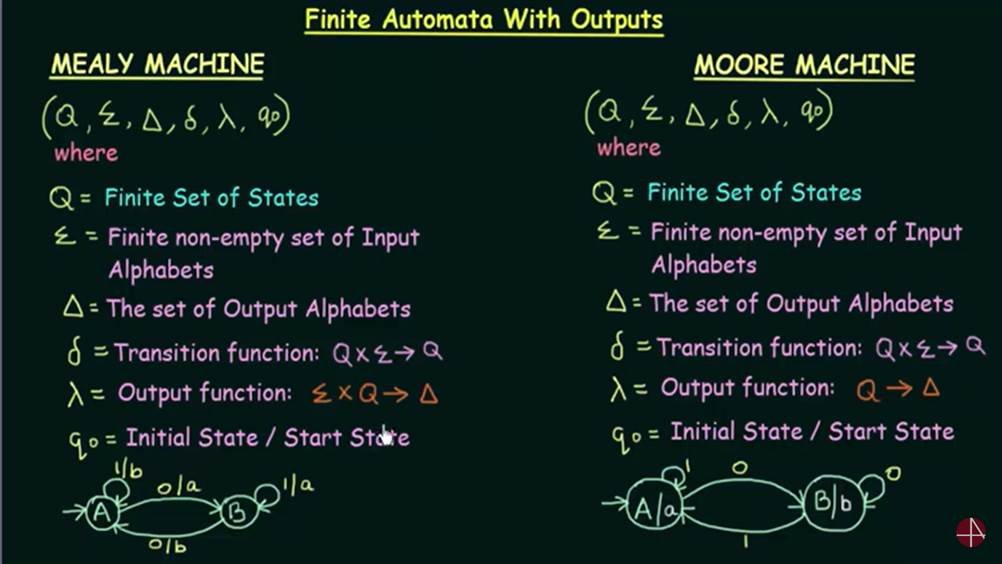 Finite Automata With Outputs
MEALY MACHINE
(Q, Σ, Δ, δ, λ, q0)
where
Q = Finite Set of States
Σ = Finite non-empty set of Input
Alphabets
Δ = The set of Output Alphabets
δ = Transition function: Q x Σ → Q
λ = Output function: Σ x Q → Δ
q0 = Initial State / Start State
1/b
0/a
1/a
A
B
0/b
MOORE MACHINE
(Q, Σ, Δ, δ, λ, q0)
where
Q = Finite Set of States
Σ = Finite non-empty set of Input
Alphabets
Δ = The set of Output Alphabets
δ = Transition function: Q x Σ → Q
λ = Output function: Q → Δ
q0 = Initial State / Start State
1
0
0
A/a
B/b
1